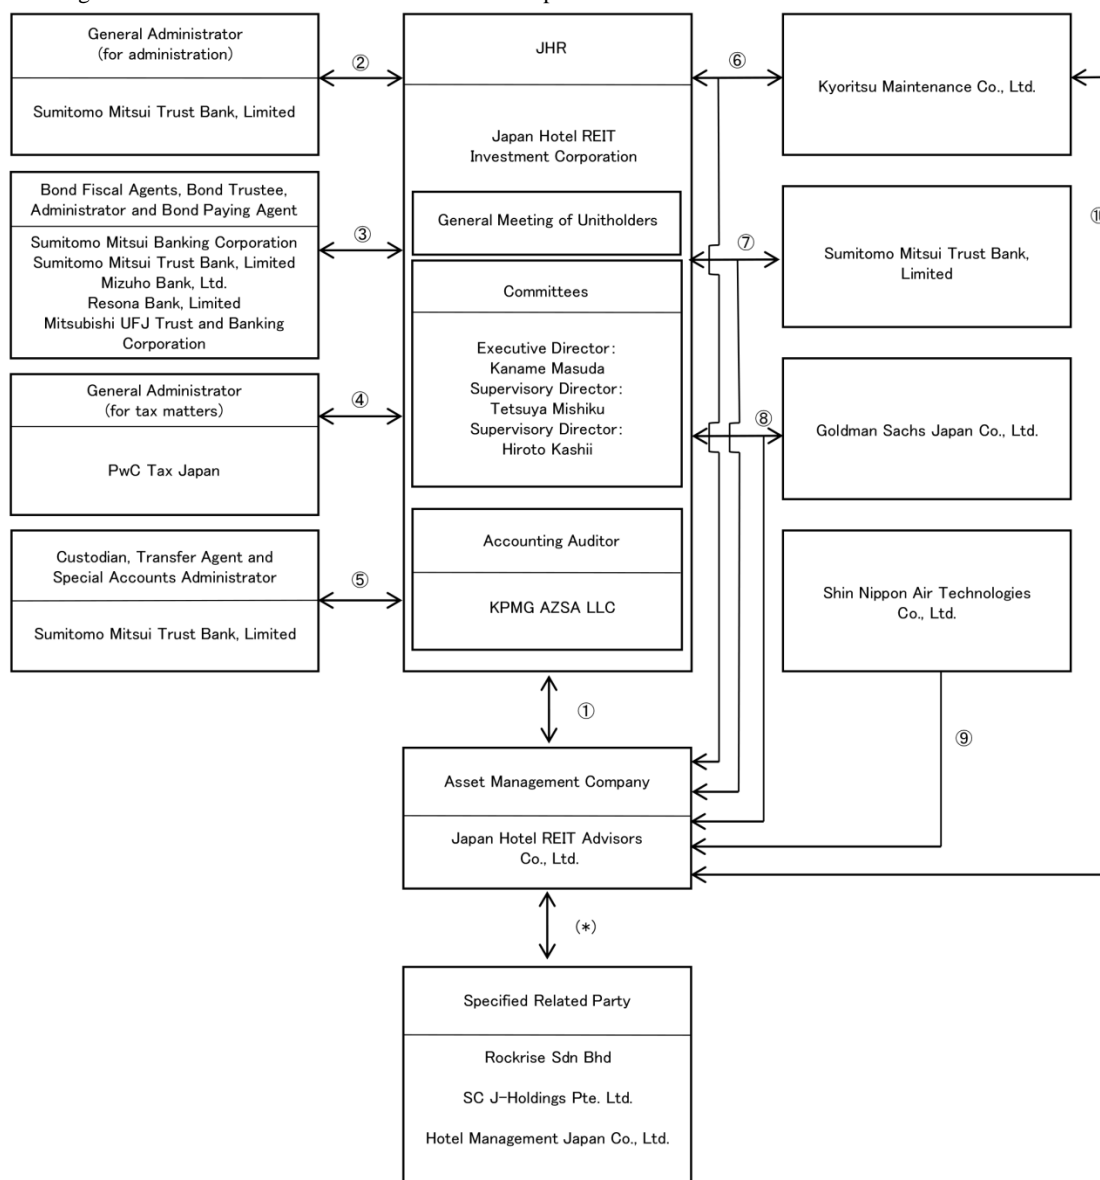 General Administrator
(for administration)
Sumitomo Mitsui Trust Bank, Limited
②
Bond Fiscal Agents, Bond Trustee,
Administrator and Bond Paying Agent
Sumitomo Mitsui Banking Corporation
Sumitomo Mitsui Trust Bank, Limited
Mizuho Bank, Ltd.
Resona Bank, Limited
Mitsubishi UFJ Trust and Banking
Corporation
③
General Administrator
(for tax matters)
PwC Tax Japan
④
Custodian, Transfer Agent and
Special Accounts Administrator
Sumitomo Mitsui Trust Bank, Limited
⑤
JHR
Japan Hotel REIT
Investment Corporation
General Meeting of Unitholders
Committees
Executive Director:
Kaname Masuda
Supervisory Director:
Tetsuya Mishiku
Supervisory Director:
Hiroto Kashii
Accounting Auditor
KPMG AZSA LLC
⑥
Kyoritsu Maintenance Co., Ltd.
⑩
⑦
Sumitomo Mitsui Trust Bank,
Limited
⑧
Goldman Sachs Japan Co., Ltd.
Shin Nippon Air Technologies
Co., Ltd.
⑨
①
Asset Management Company
Japan Hotel REIT Advisors
Co., Ltd.
(*)
Specified Related Party
Rockrise Sdn Bhd
SC J-Holdings Pte. Ltd.
Hotel Management Japan Co., Ltd.